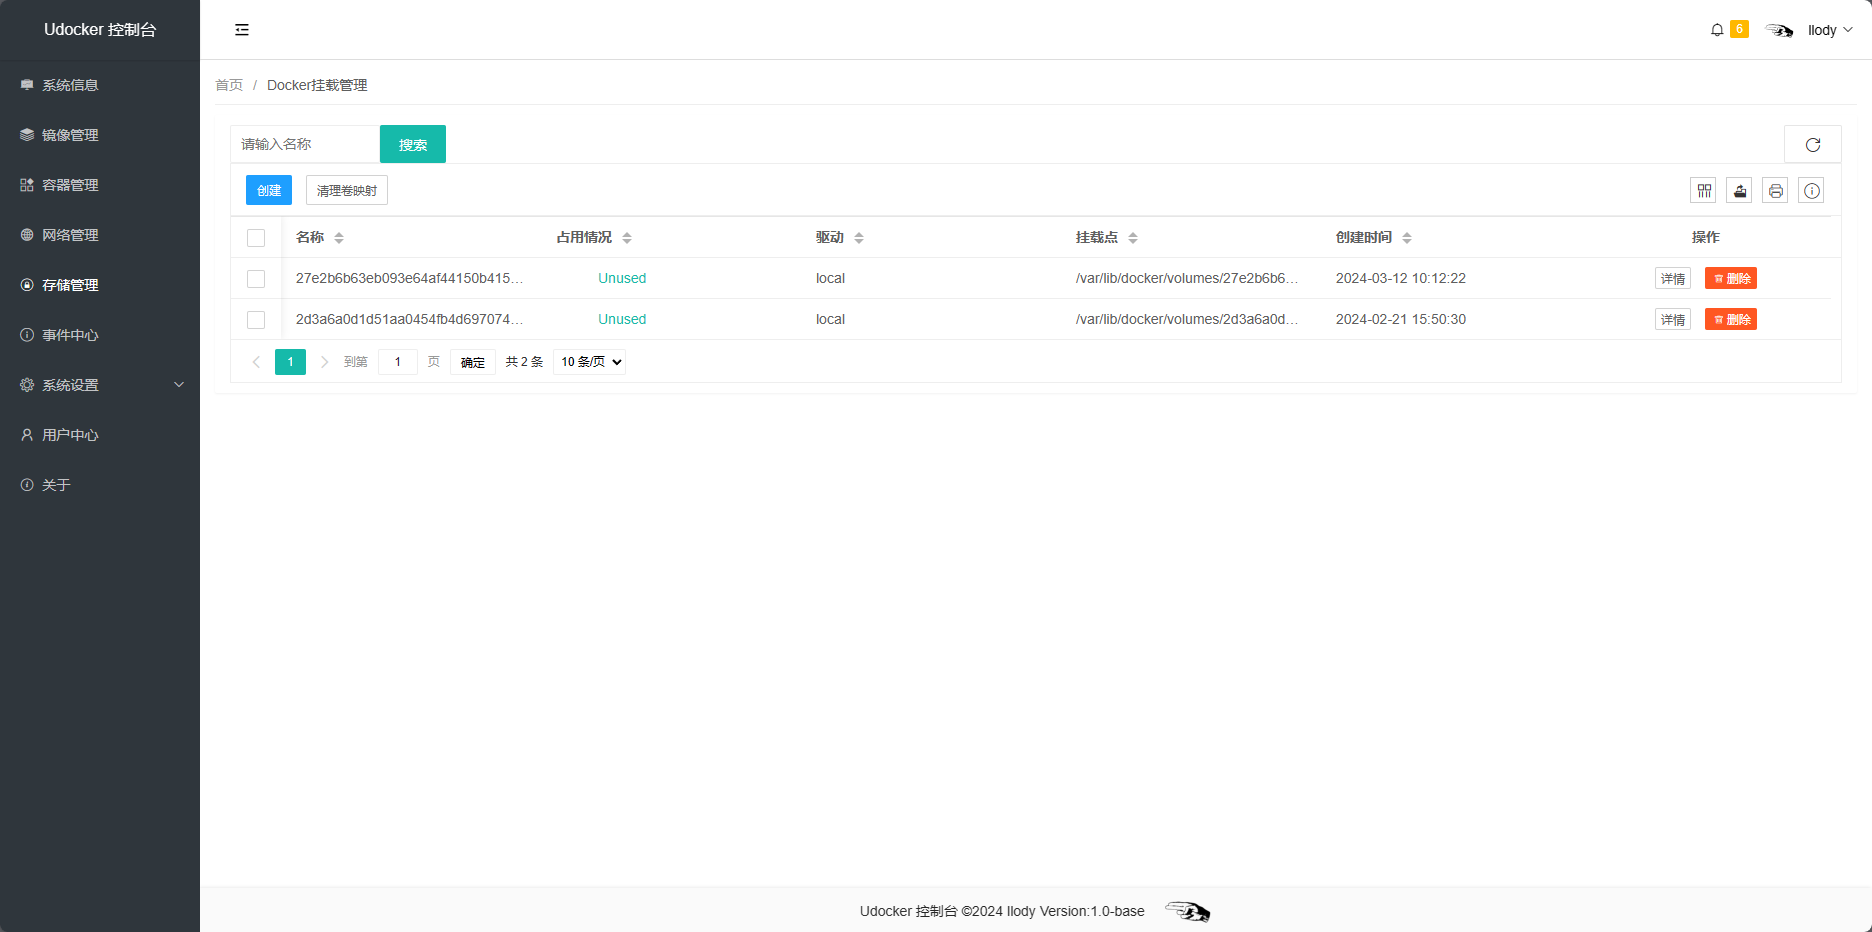 Udocker 控制台
系统信息
镜像管理
容器管理
网络管理
存储管理
事件中心
系统设置
用户中心
关于
6 llody
首页 / Docker挂载管理
请输入名称 搜索
创建 清理卷映射
名称 占用情况 驱动 挂载点 创建时间 操作
27e2b6b63eb093e64af44150b415... Unused local /var/lib/docker/volumes/27e2b6b6... 2024-03-12 10:12:22 详情 删除
2d3a6a0d1d51aa0454fb4d697074... Unused local /var/lib/docker/volumes/2d3a6a0d... 2024-02-21 15:50:30 详情 删除
1 到第 1 页 确定 共 2 条 10 条/页
Udocker 控制台 ©2024 llody Version:1.0-base